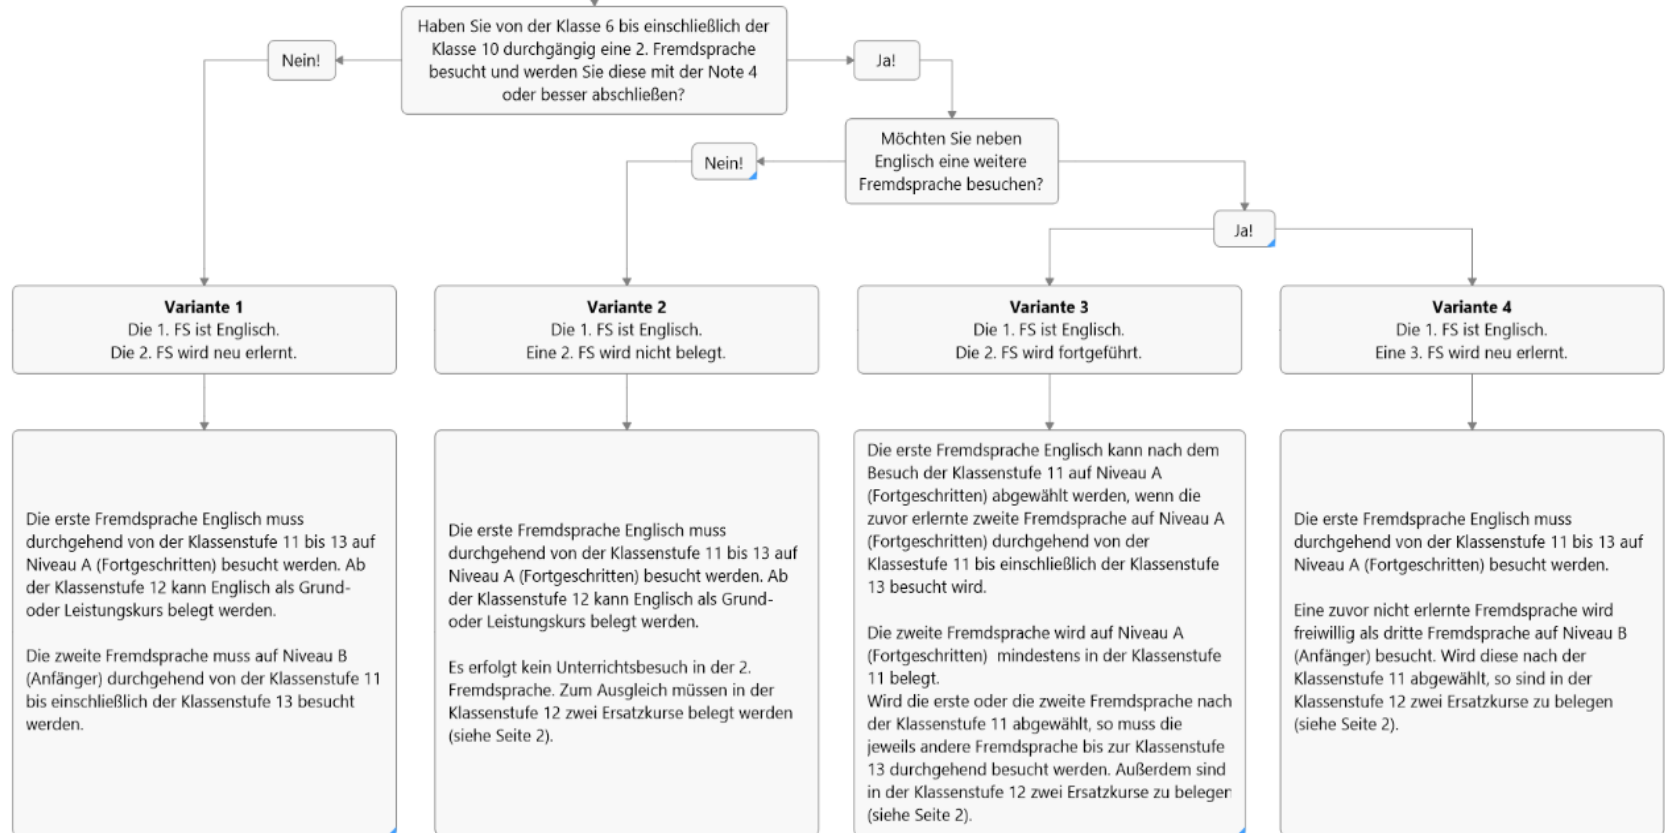 Haben Sie von der Klasse 6 bis einschließlich der
Klasse 10 durchgängig eine 2. Fremdsprache
besucht und werden Sie diese mit der Note 4
oder besser abschließen?
Nein!
Ja!
Möchten Sie neben
Englisch eine weitere
Fremdsprache besuchen?
Nein!
Ja!
Variante 1
Die 1. FS ist Englisch.
Die 2. FS wird neu erlernt.
Variante 2
Die 1. FS ist Englisch.
Eine 2. FS wird nicht belegt.
Variante 3
Die 1. FS ist Englisch.
Die 2. FS wird fortgeführt.
Variante 4
Die 1. FS ist Englisch.
Eine 3. FS wird neu erlernt.
Die erste Fremdsprache Englisch muss
durchgehend von der Klassenstufe 11 bis 13 auf
Niveau A (Fortgeschritten) besucht werden. Ab
der Klassenstufe 12 kann Englisch als Grund-
oder Leistungskurs belegt werden.
Die zweite Fremdsprache muss auf Niveau B
(Anfänger) durchgehend von der Klassenstufe 11
bis einschließlich der Klassenstufe 13 besucht
werden.
Die erste Fremdsprache Englisch muss
durchgehend von der Klassenstufe 11 bis 13 auf
Niveau A (Fortgeschritten) besucht werden. Ab
der Klassenstufe 12 kann Englisch als Grund-
oder Leistungskurs belegt werden.
Es erfolgt kein Unterrichtsbesuch in der 2.
Fremdsprache. Zum Ausgleich müssen in der
Klassenstufe 12 zwei Ersatzkurse belegt werden
(siehe Seite 2).
Die erste Fremdsprache Englisch kann nach dem
Besuch der Klassenstufe 11 auf Niveau A
(Fortgeschritten) abgewählt werden, wenn die
zuvor erlernte zweite Fremdsprache auf Niveau A
(Fortgeschritten) durchgehend von der
Klassestufe 11 bis einschließlich der Klassenstufe
13 besucht wird.
Die zweite Fremdsprache wird auf Niveau A
(Fortgeschritten) mindestens in der Klassenstufe
11 belegt.
Wird die erste oder die zweite Fremdsprache nach
der Klassenstufe 11 abgewählt, so muss die
jeweils andere Fremdsprache bis zur Klassenstufe
13 durchgehend besucht werden. Außerdem sind
in der Klassenstufe 12 zwei Ersatzkurse zu belegen
(siehe Seite 2).
Die erste Fremdsprache Englisch muss
durchgehend von der Klassenstufe 11 bis 13 auf
Niveau A (Fortgeschritten) besucht werden.
Eine zuvor nicht erlernte Fremdsprache wird
freiwillig als dritte Fremdsprache auf Niveau B
(Anfänger) besucht. Wird diese nach der
Klassenstufe 11 abgewählt, so sind in der
Klassenstufe 12 zwei Ersatzkurse zu belegen
(siehe Seite 2).